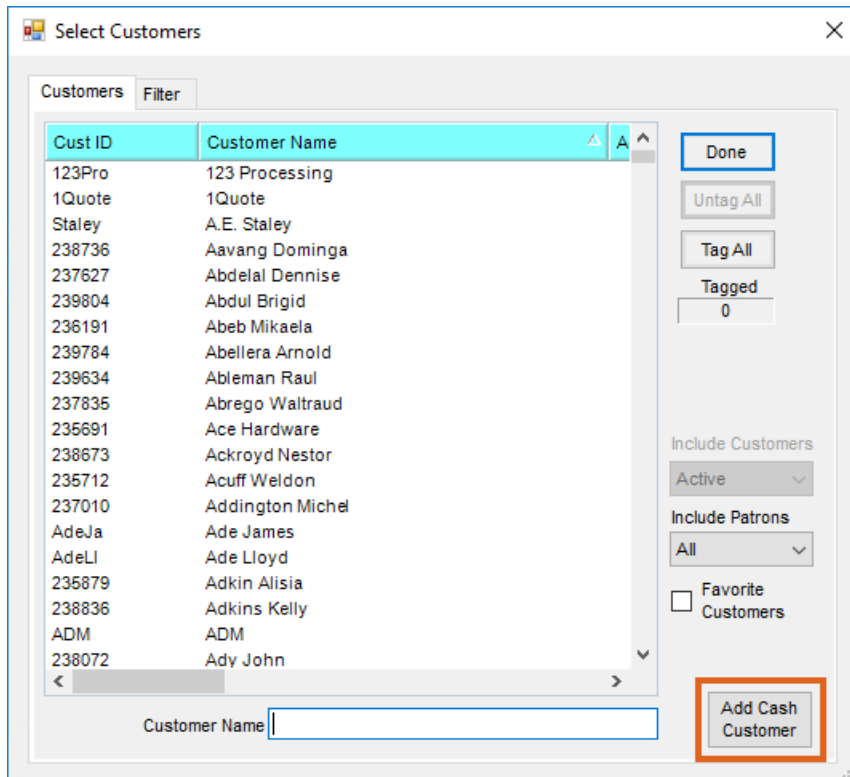 Select Customers
Customers Filter
Cust ID Customer Name A
123Pro 123 Processing
1Quote 1Quote
Staley A.E. Staley
238736 Aavang Dominga
237627 Abdelal Dennise
239804 Abdul Brigid
236191 Abeb Mikaela
239784 Abellera Arnold
239634 Ableman Raul
237835 Abrego Waltraud
235691 Ace Hardware
238673 Ackroyd Nestor
235712 Acuff Weldon
237010 Addington Michel
AdeJa Ade James
AdeLl Ade Lloyd
235879 Adkin Alisia
238836 Adkins Kelly
ADM ADM
238072 Ady John
Customer Name
Done
Untag All
Tag All
Tagged
0
Include Customers
Active
Include Patrons
All
Favorite
Customers
Add Cash
Customer